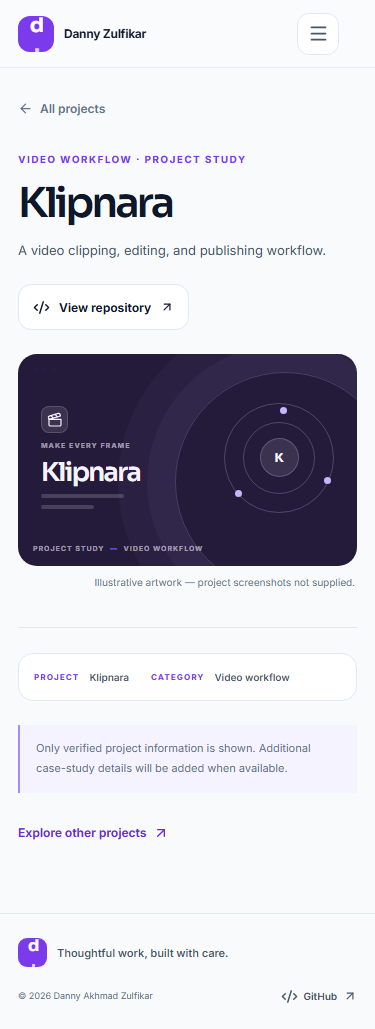 d
Danny Zulfikar
All projects
VIDEO WORKFLOW · PROJECT STUDY
Klipnara
A video clipping, editing, and publishing workflow.
View repository
MAKE EVERY FRAME
Klipnara
K
PROJECT STUDY — VIDEO WORKFLOW
Illustrative artwork — project screenshots not supplied.
PROJECT Klipnara CATEGORY Video workflow
Only verified project information is shown. Additional
case-study details will be added when available.
Explore other projects
d
Thoughtful work, built with care.
© 2026 Danny Akhmad Zulfikar
GitHub